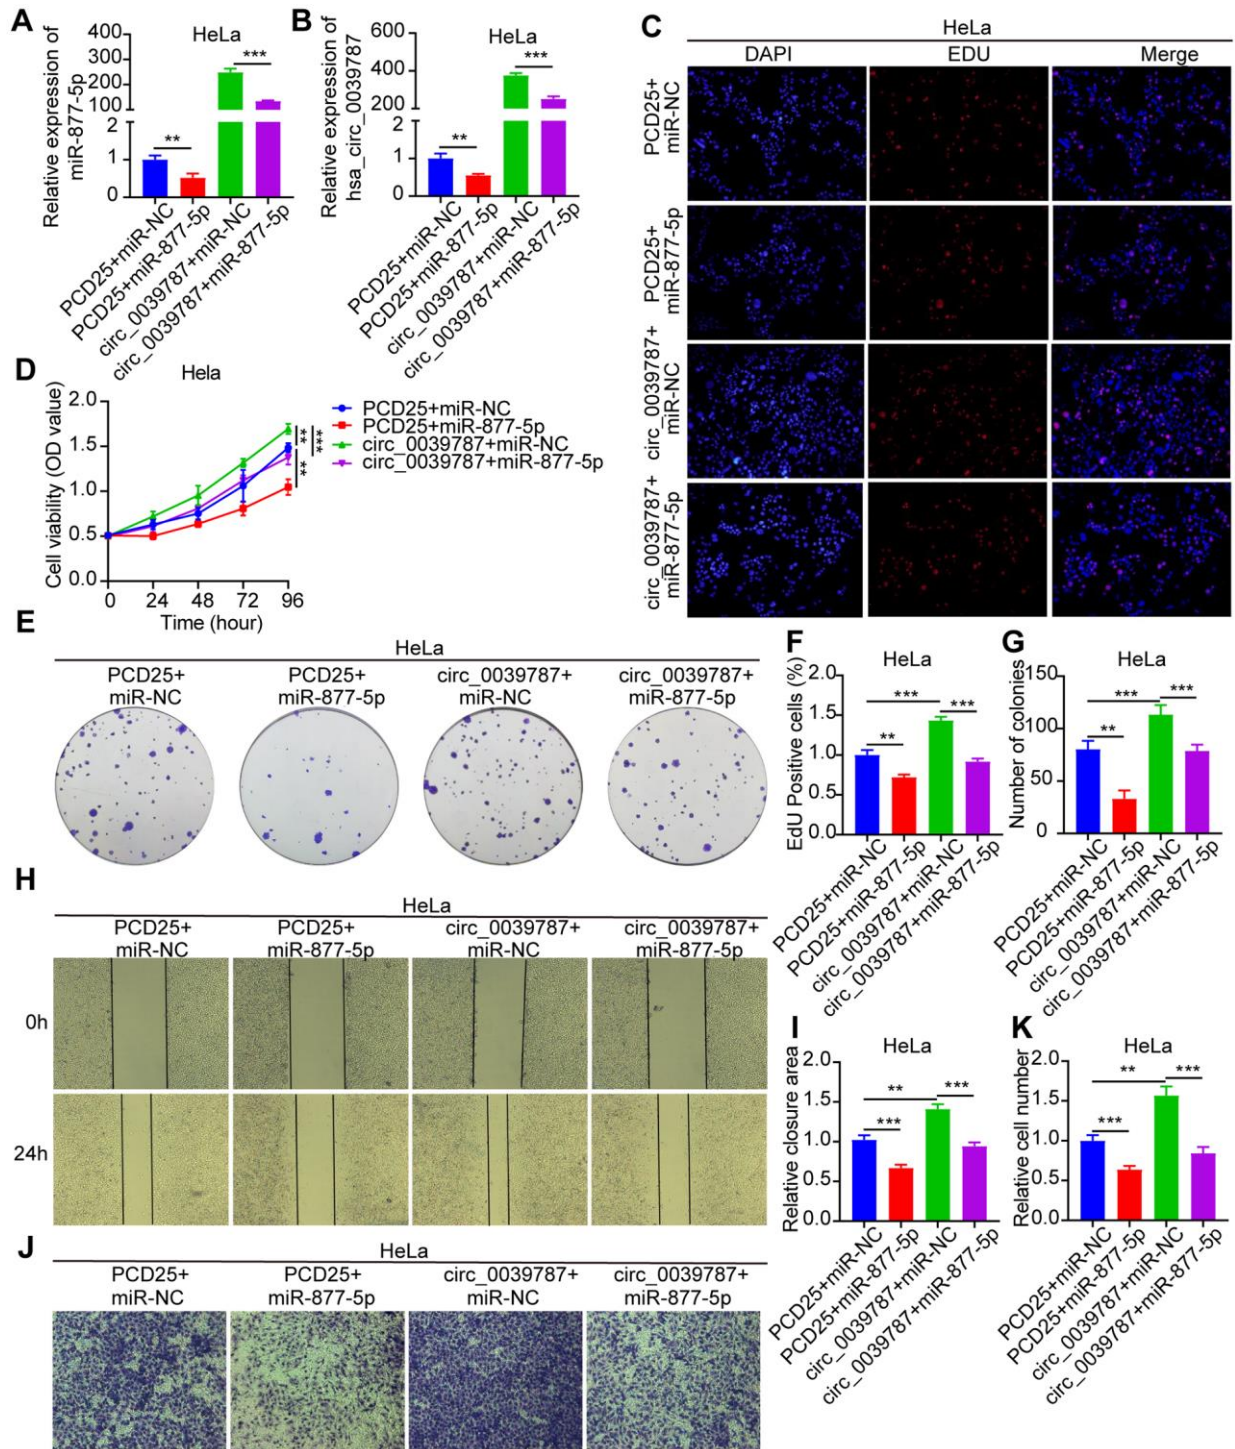 A
Relative expression of
miR-877-5p
HeLa
400
300
200
100
2
1
0
***
**
PCD25+miR-NC
PCD25+miR-877-5p
circ_0039787+miR-NC
circ_0039787+miR-877-5p
B
Relative expression of
hsa_circ_0039787
HeLa
600
400
200
2
1
0
***
**
PCD25+miR-NC
PCD25+miR-877-5p
circ_0039787+miR-NC
circ_0039787+miR-877-5p
C
HeLa
DAPI
EDU
Merge
PCD25+
miR-NC
PCD25+
miR-877-5p
circ_0039787+
miR-NC
circ_0039787+
miR-877-5p
D
Hela
Cell viability (OD value)
2.0
1.5
1.0
0.5
0.0
0
24
48
72
96
Time (hour)
**
***
**
PCD25+miR-NC
PCD25+miR-877-5p
circ_0039787+miR-NC
circ_0039787+miR-877-5p
E
HeLa
PCD25+
miR-NC
PCD25+
miR-877-5p
circ_0039787+
miR-NC
circ_0039787+
miR-877-5p
F
HeLa
EdU Positive cells (%)
2.0
1.5
1.0
0.5
0.0
***
***
**
PCD25+miR-NC
PCD25+miR-877-5p
circ_0039787+miR-NC
circ_0039787+miR-877-5p
G
HeLa
Number of colonies
150
100
50
0
***
***
**
PCD25+miR-NC
PCD25+miR-877-5p
circ_0039787+miR-NC
circ_0039787+miR-877-5p
H
HeLa
PCD25+
miR-NC
PCD25+
miR-877-5p
circ_0039787+
miR-NC
circ_0039787+
miR-877-5p
0h
24h
I
HeLa
Relative closure area
2.0
1.5
1.0
0.5
0.0
**
***
***
PCD25+miR-NC
PCD25+miR-877-5p
circ_0039787+miR-NC
circ_0039787+miR-877-5p
K
HeLa
Relative cell number
2.0
1.5
1.0
0.5
0.0
**
***
***
PCD25+miR-NC
PCD25+miR-877-5p
circ_0039787+miR-NC
circ_0039787+miR-877-5p
J
HeLa
PCD25+
miR-NC
PCD25+
miR-877-5p
circ_0039787+
miR-NC
circ_0039787+
miR-877-5p